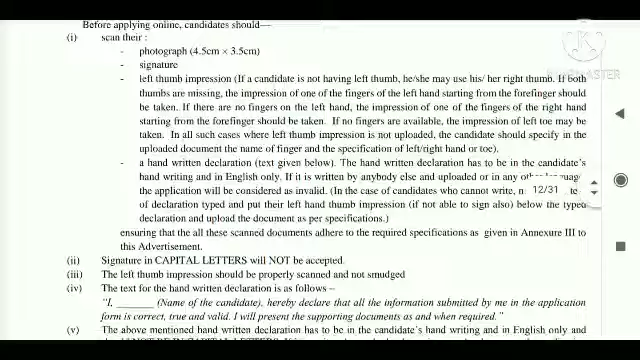 Before applying online, candidates should—
(i) scan their :
- photograph (4.5cm × 3.5cm)
- signature
- left thumb impression (If a candidate is not having left thumb, he/she may use his/ her right thumb. If both
thumbs are missing, the impression of one of the fingers of the left hand starting from the forefinger should
be taken. If there are no fingers on the left hand, the impression of one of the fingers of the right hand
starting from the forefinger should be taken. If no fingers are available, the impression of left toe may be
taken. In all such cases where left thumb impression is not uploaded, the candidate should specify in the
uploaded document the name of finger and the specification of left/right hand or toe).
- a hand written declaration (text given below). The hand written declaration has to be in the candidate's
hand writing and in English only. If it is written by anybody else and uploaded or in any
the application will be considered as invalid. (In the case of candidates who cannot write, 12/31
of declaration typed and put their left hand thumb impression (if not able to sign also) below the typed
declaration and upload the document as per specifications.)
ensuring that the all these scanned documents adhere to the required specifications as given in Annexure III to
this Advertisement.
(ii) Signature in CAPITAL LETTERS will NOT be accepted.
(iii) The left thumb impression should be properly scanned and not smudged
(iv) The text for the hand written declaration is as follows –
"I, _______ (Name of the candidate), hereby declare that all the information submitted by me in the application
form is correct, true and valid. I will present the supporting documents as and when required."
(v) The above mentioned hand written declaration has to be in the candidate's hand writing and in English only and